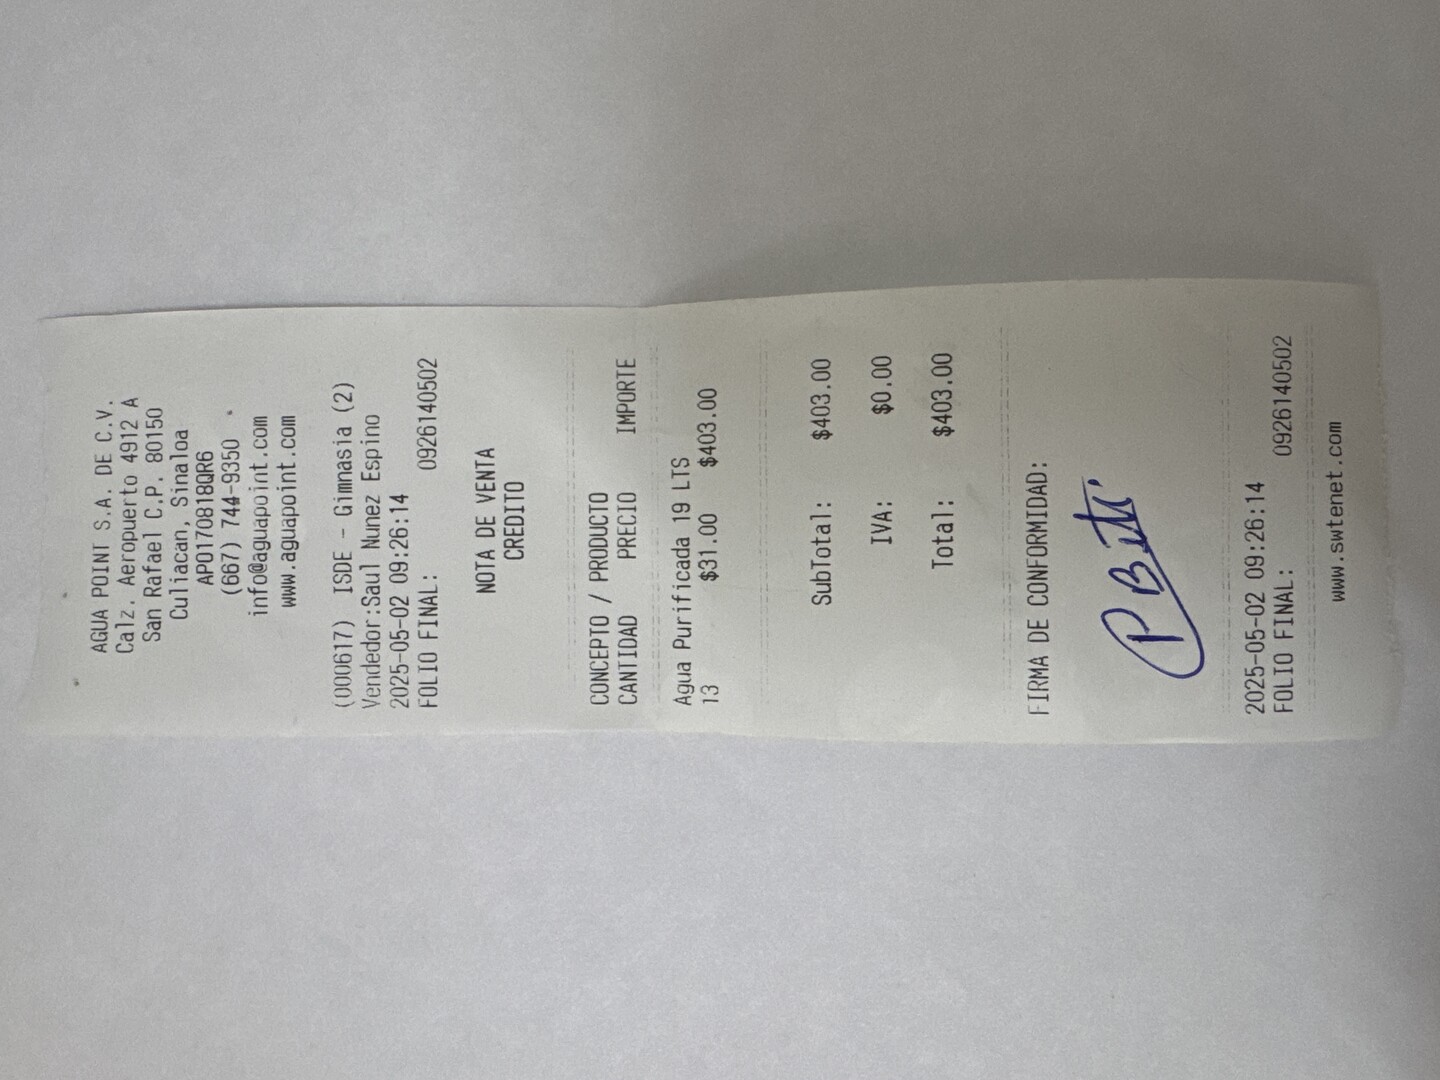 AGUA POINT S.A. DE C.V.
Calz. Aeropuerto 4912 A
San Rafael C.P. 80150
Culiacan, Sinaloa
APO170818QR6
(667) 744-9350
info@aguapoint.com
www.aguapoint.com
(000617) ISDE - Gimnasia (2)
Vendedor:Saul Nunez Espino
2025-05-02 09:26:14
FOLIO FINAL: 0926140502
NOTA DE VENTA
CREDITO
CONCEPTO / PRODUCTO
CANTIDAD PRECIO IMPORTE
Agua Purificada 19 LTS
13 $31.00 $403.00
SubTotal: $403.00
IVA: $0.00
Total: $403.00
FIRMA DE CONFORMIDAD:
2025-05-02 09:26:14
FOLIO FINAL: 0926140502
www.swtenet.com